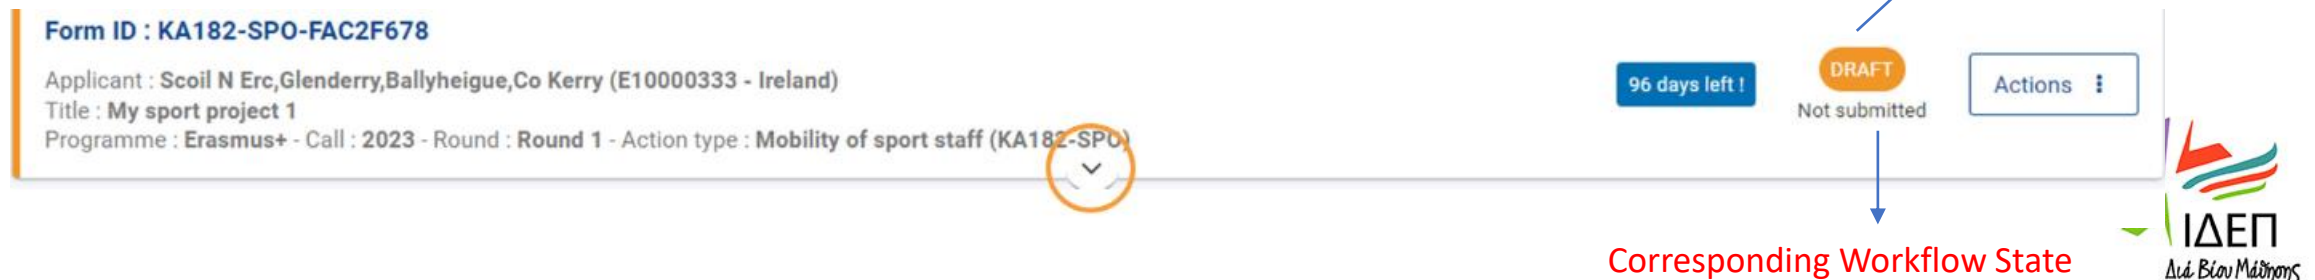 Form ID : KA182-SPO-FAC2F678
Applicant : Scoil N Erc,Glenderry,Ballyheigue,Co Kerry (E10000333 - Ireland)
Title : My sport project 1
Programme : Erasmus+ - Call : 2023 - Round : Round 1 - Action type : Mobility of sport staff (KA182-SPO)
96 days left !
DRAFT
Not submitted
Actions
Corresponding Workflow State
ΙΔΕΠ
Διά Βίου Μάθησης